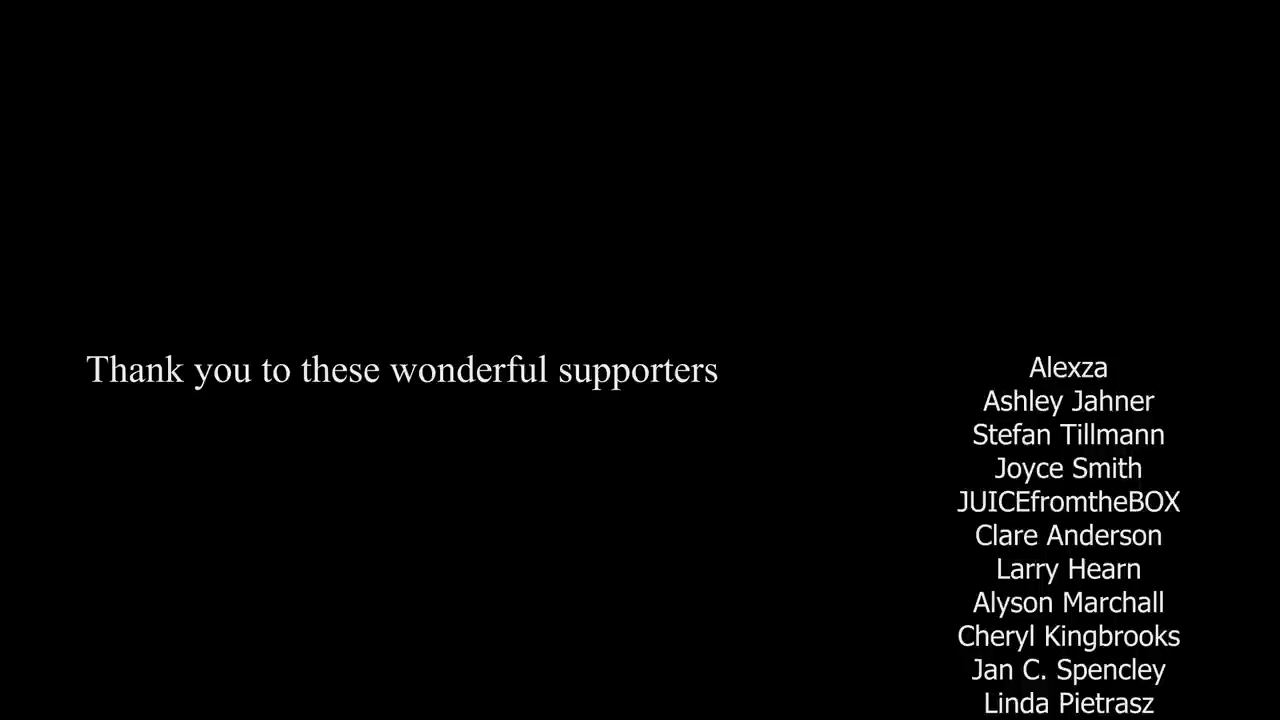 Thank you to these wonderful supporters
Alexza
Ashley Jahner
Stefan Tillmann
Joyce Smith
JUICEfromtheBOX
Clare Anderson
Larry Hearn
Alyson Marchall
Cheryl Kingbrooks
Jan C. Spencley
Linda Pietrasz